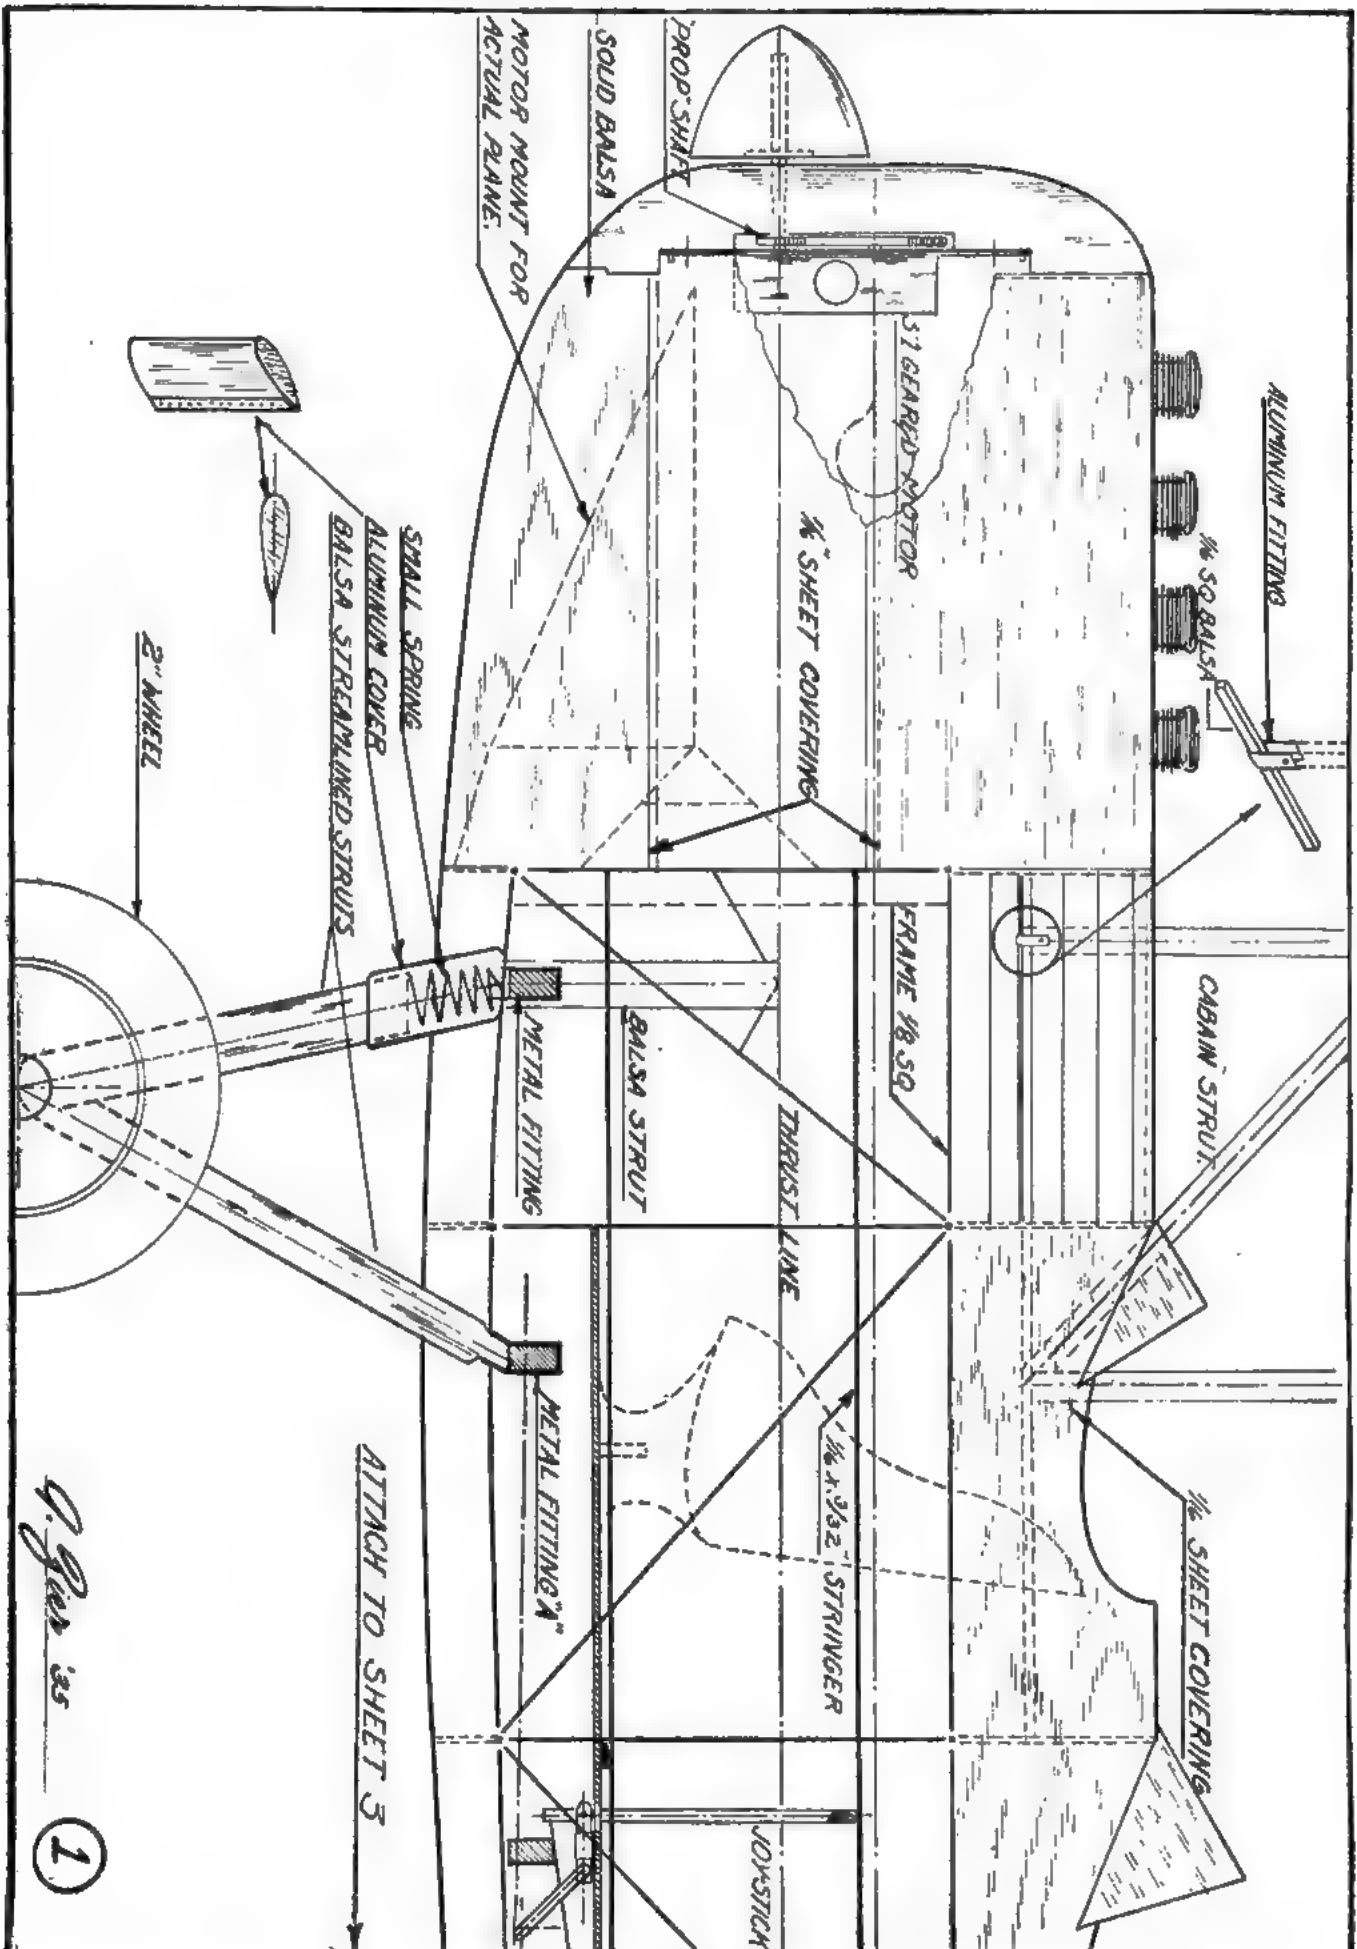 "PROP" SHAFT
SOLID BALSA
MOTOR MOUNT FOR
ACTUAL PLANE.
3:1 GEARED MOTOR
ALUMINUM FITTING
1/16 SQ BALSA
1/16" SHEET COVERING
SMALL SPRING
ALUMINUM COVER
BALSA STREAMLINED STRUTS
2" WHEEL
FRAME 1/8 SQ
CABAIN STRUT.
BALSA STRUT
METAL FITTING
THRUST LINE
1/16 x 3/32" STRINGER
1/16 SHEET COVERING
METAL FITTING "A"
ATTACH TO SHEET 3
JOYSTICK
'35
1